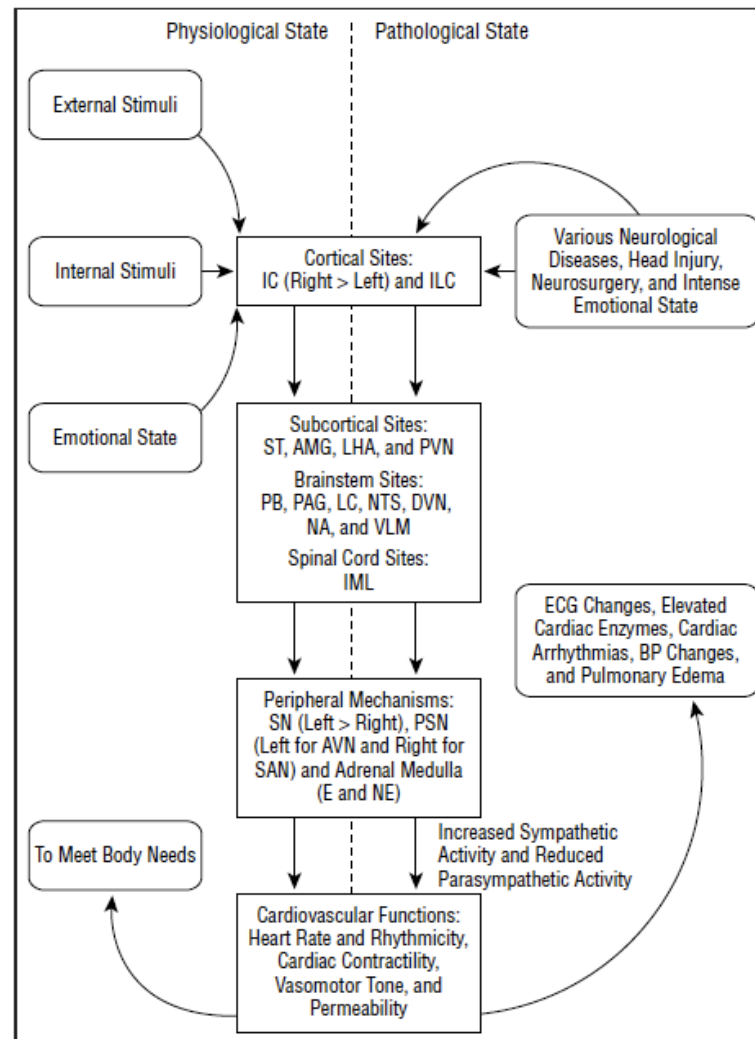 Physiological State
Pathological State
External Stimuli
Internal Stimuli
Emotional State
Cortical Sites:
IC (Right > Left) and ILC
Various Neurological
Diseases, Head Injury,
Neurosurgery, and Intense
Emotional State
Subcortical Sites:
ST, AMG, LHA, and PVN
Brainstem Sites:
PB, PAG, LC, NTS, DVN,
NA, and VLM
Spinal Cord Sites:
IML
ECG Changes, Elevated
Cardiac Enzymes, Cardiac
Arrhythmias, BP Changes,
and Pulmonary Edema
Peripheral Mechanisms:
SN (Left > Right), PSN
(Left for AVN and Right for
SAN) and Adrenal Medulla
(E and NE)
Increased Sympathetic
Activity and Reduced
Parasympathetic Activity
To Meet Body Needs
Cardiovascular Functions:
Heart Rate and Rhythmicity,
Cardiac Contractility,
Vasomotor Tone, and
Permeability